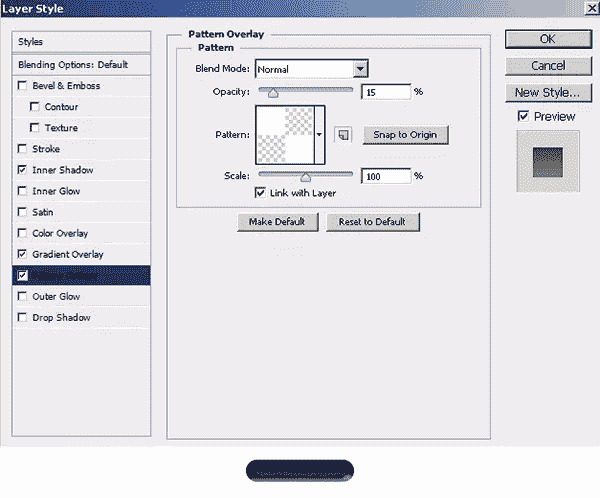 Layer Style
Styles
Blending Options: Default
Bevel & Emboss
Contour
Texture
Stroke
Inner Shadow
Inner Glow
Satin
Color Overlay
Gradient Overlay
Outer Glow
Drop Shadow
Pattern Overlay
Pattern
Blend Mode: Normal
Opacity: 15 %
Pattern: Snap to Origin
Scale: 100 %
Link with Layer
Make Default Reset to Default
OK
Cancel
New Style...
Preview